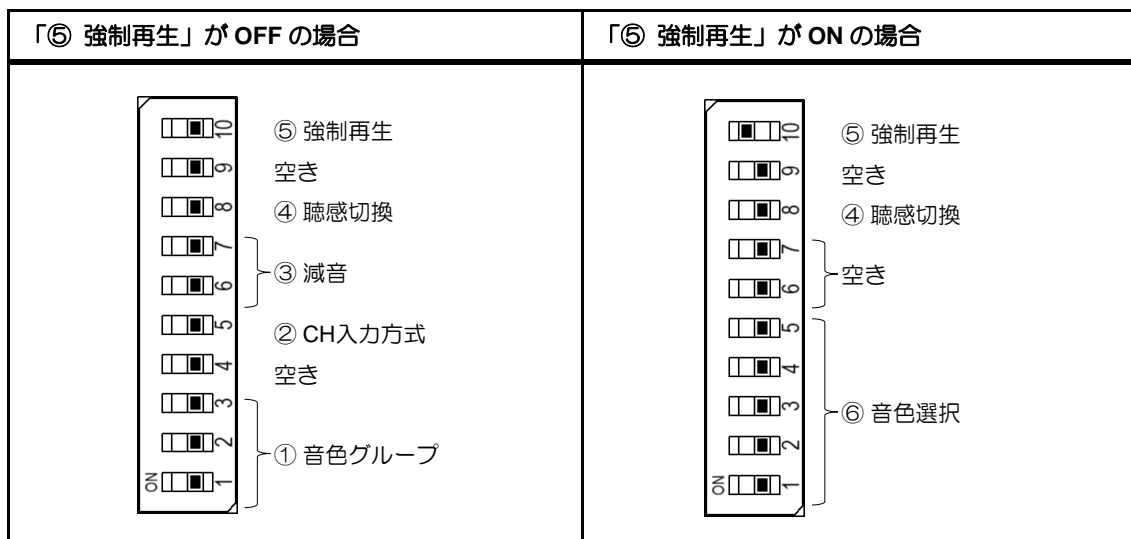 「⑤ 強制再生」が OFF の場合
「⑤ 強制再生」が ON の場合
10
⑤ 強制再生
9
空き
8
④ 聴感切換
7
6
③ 減音
5
② CH入力方式
4
空き
3
2
① 音色グループ
ON
1
10
⑤ 強制再生
9
空き
8
④ 聴感切換
7
6
空き
5
4
3
⑥ 音色選択
2
ON
1